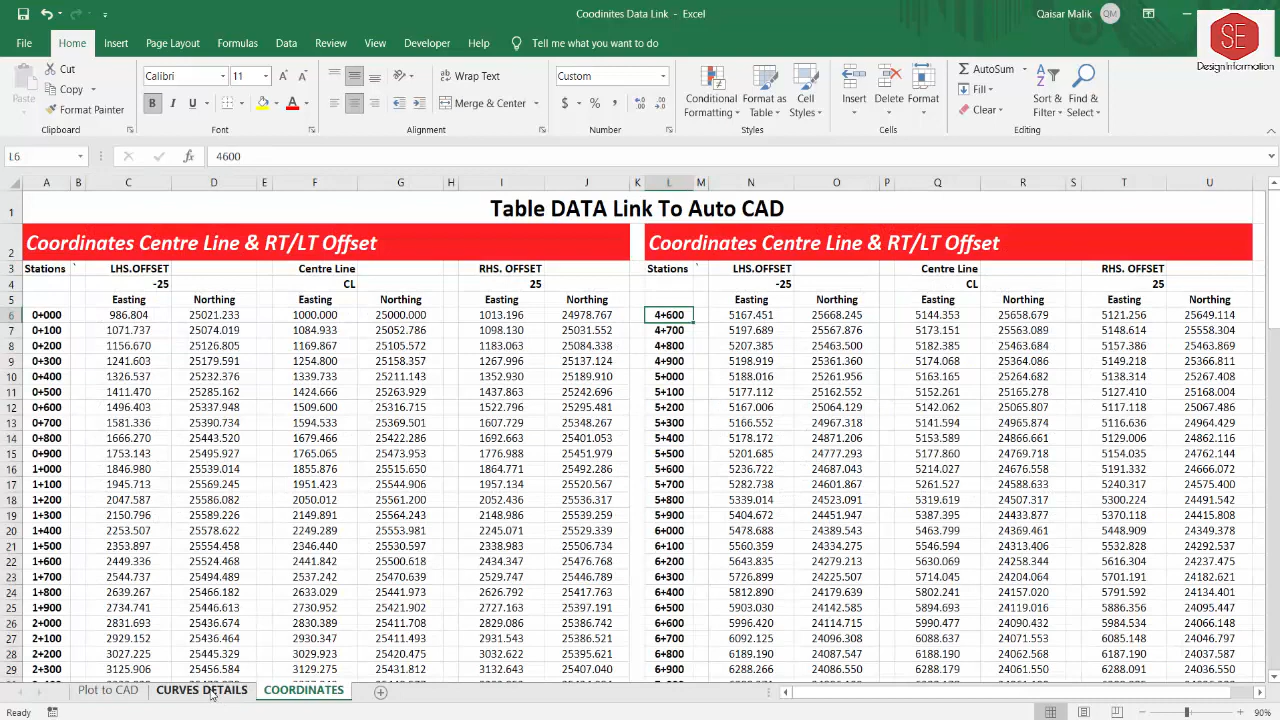 Coodinites Data Link - Excel
Qaisar Malik QM
SE
DesignInformation
File Home Insert Page Layout Formulas Data Review View Developer Help Tell me what you want to do
Paste Cut Copy Format Painter Clipboard
Calibri 11 B I U A Font
Wrap Text Merge & Center Alignment
Custom $ % , Number
Conditional Formatting Format as Table Cell Styles Styles
Insert Delete Format Cells
AutoSum Fill Clear Sort & Filter Find & Select Editing
L6 fx 4600
A B C D E F G H I J K L M N O P Q R S T U
1 Table DATA Link To Auto CAD
2 Coordinates Centre Line & RT/LT Offset Coordinates Centre Line & RT/LT Offset
3 Stations ` LHS.OFFSET Centre Line RHS. OFFSET Stations ` LHS.OFFSET Centre Line RHS. OFFSET
4 -25 CL 25 -25 CL 25
5 Easting Northing Easting Northing Easting Northing Easting Northing Easting Northing Easting Northing
6 0+000 986.804 25021.233 1000.000 25000.000 1013.196 24978.767 4+600 5167.451 25668.245 5144.353 25658.679 5121.256 25649.114
7 0+100 1071.737 25074.019 1084.933 25052.786 1098.130 25031.552 4+700 5197.689 25567.876 5173.151 25563.089 5148.614 25558.304
8 0+200 1156.670 25126.805 1169.867 25105.572 1183.063 25084.338 4+800 5207.385 25463.500 5182.385 25463.684 5157.386 25463.869
9 0+300 1241.603 25179.591 1254.800 25158.357 1267.996 25137.124 4+900 5198.919 25361.360 5174.068 25364.086 5149.218 25366.811
10 0+400 1326.537 25232.376 1339.733 25211.143 1352.930 25189.910 5+000 5188.016 25261.956 5163.165 25264.682 5138.314 25267.408
11 0+500 1411.470 25285.162 1424.666 25263.929 1437.863 25242.696 5+100 5177.112 25162.552 5152.261 25165.278 5127.410 25168.004
12 0+600 1496.403 25337.948 1509.600 25316.715 1522.796 25295.481 5+200 5167.006 25064.129 5142.062 25065.807 5117.118 25067.486
13 0+700 1581.336 25390.734 1594.533 25369.501 1607.729 25348.267 5+300 5166.552 24967.318 5141.594 24965.874 5116.636 24964.429
14 0+800 1666.270 25443.520 1679.466 25422.286 1692.663 25401.053 5+400 5178.172 24871.206 5153.589 24866.661 5129.006 24862.116
15 0+900 1753.143 25495.927 1765.065 25473.953 1776.988 25451.979 5+500 5201.685 24777.293 5177.860 24769.718 5154.035 24762.144
16 1+000 1846.980 25539.014 1855.876 25515.650 1864.771 25492.286 5+600 5236.722 24687.043 5214.027 24676.558 5191.332 24666.072
17 1+100 1945.713 25569.245 1951.423 25544.906 1957.134 25520.567 5+700 5282.738 24601.867 5261.527 24588.633 5240.317 24575.400
18 1+200 2047.587 25586.082 2050.012 25561.200 2052.436 25536.317 5+800 5339.014 24523.091 5319.619 24507.317 5300.224 24491.542
19 1+300 2150.796 25589.226 2149.891 25564.243 2148.986 25539.259 5+900 5404.672 24451.947 5387.395 24433.877 5370.118 24415.808
20 1+400 2253.507 25578.622 2249.289 25553.981 2245.071 25529.339 6+000 5478.688 24389.543 5463.799 24369.461 5448.909 24349.378
21 1+500 2353.897 25554.458 2346.440 25530.597 2338.983 25506.734 6+100 5560.359 24334.275 5546.594 24313.406 5532.828 24292.537
22 1+600 2449.336 25524.458 2441.842 25500.618 2434.347 25476.768 6+200 5643.835 24279.213 5630.069 24258.344 5616.304 24237.475
23 1+700 2544.737 25494.489 2537.242 25470.639 2529.747 25446.789 6+300 5726.899 24225.147 5714.045 24204.064 5701.191 24182.621
24 1+800 2639.267 25466.182 2633.029 25441.973 2626.791 25417.763 6+400 5812.890 24179.639 5802.241 24157.020 5791.592 24134.401
25 1+900 2734.741 25446.613 2730.952 25421.902 2727.163 25397.191 6+500 5903.030 24142.585 5894.693 24119.016 5886.356 24095.447
26 2+000 2831.693 25436.674 2830.389 25411.708 2829.086 25386.742 6+600 5996.420 24114.715 5990.477 24090.432 5984.534 24066.148
27 2+100 2929.152 25436.464 2930.347 25411.493 2931.543 25386.521 6+700 6092.125 24096.308 6088.637 24071.553 6085.148 24046.797
28 2+200 3027.225 25445.329 3029.923 25420.475 3032.622 25395.621 6+800 6189.190 24087.547 6188.190 24062.567 6187.190 24037.587
29 2+300 3125.906 25456.584 3129.275 25431.812 3132.643 25407.040 6+900 6288.266 24086.550 6288.179 24061.550 6288.091 24036.550
Plot to CAD CURVES DETAILS COORDINATES
Ready 90%